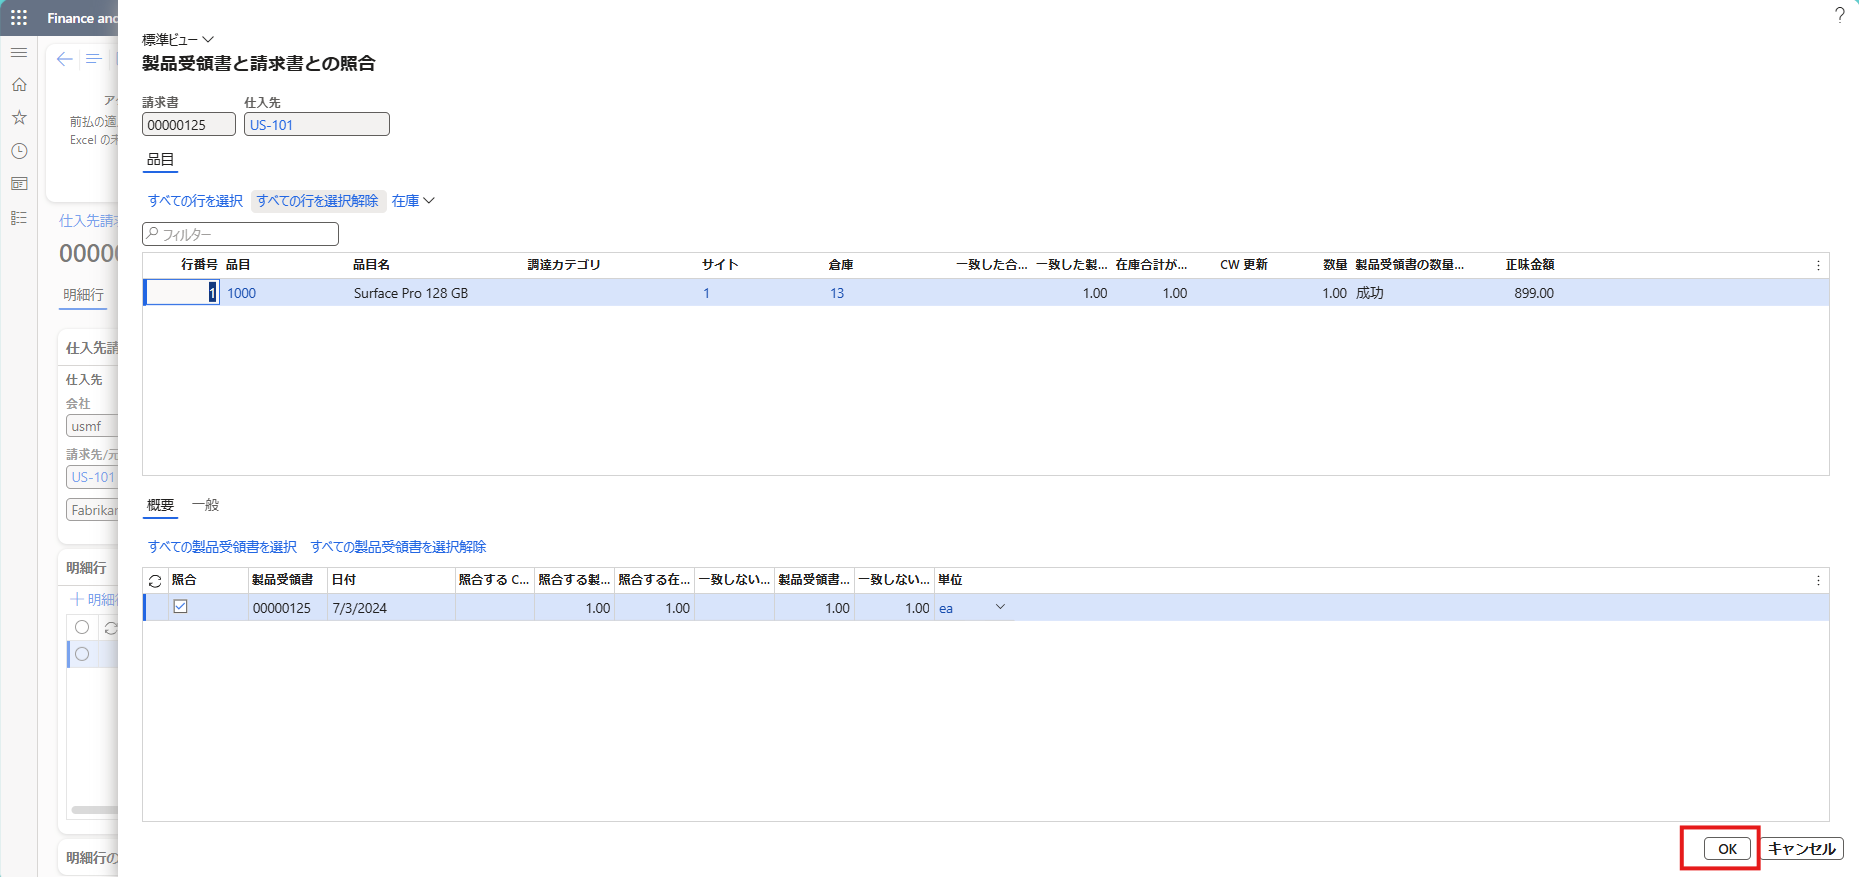 Finance and
?
標準ビュー
製品受領書と請求書との照合
請求書 仕入先
00000125 US-101
品目
すべての行を選択 すべての行を選択解除 在庫
フィルター
行番号 品目 品目名 調達カテゴリ サイト 倉庫 一致した合... 一致した製... 在庫合計が... CW 更新 数量 製品受領書の数量... 正味金額
1 1000 Surface Pro 128 GB 1 13 1.00 1.00 1.00 成功 899.00
概要 一般
すべての製品受領書を選択 すべての製品受領書を選択解除
照合 製品受領書 日付 照合する C... 照合する製... 照合する在... 一致しない... 製品受領書... 一致しない... 単位
00000125 7/3/2024 1.00 1.00 1.00 1.00 ea
OK キャンセル
ア
前払の適
Excel の
仕入先請
0000
明細行
仕入先請
仕入先
会社
usmf
請求先/元
US-101
Fabrika
明細行
明細
明細行の